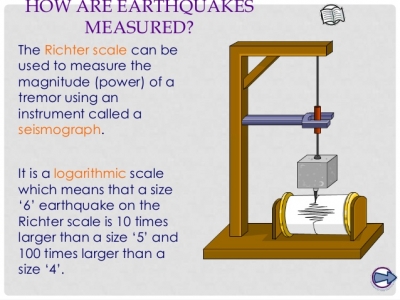 HOW ARE EARTHQUAKES
MEASURED?
The Richter scale can be
used to measure the
magnitude (power) of a
tremor using an
instrument called a
seismograph.
It is a logarithmic scale
which means that a size
‘6’ earthquake on the
Richter scale is 10 times
larger than a size ‘5’ and
100 times larger than a
size ‘4’.